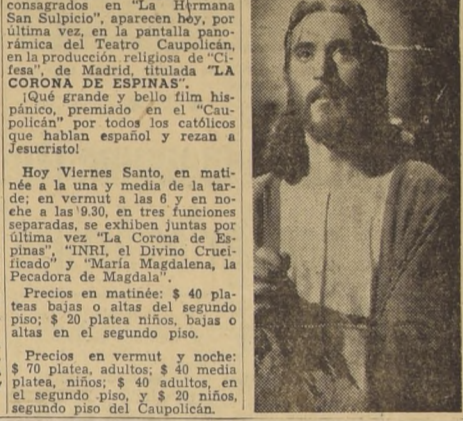 consagrados en "La Hermana
San Sulpicio", aparecen hoy, por
última vez, en la pantalla pano-
rámica del Teatro Caupolicán,
en la producción religiosa de "Ci-
fesa", de Madrid, titulada "LA
CORONA DE ESPINAS".
¡Qué grande y bello film his-
pánico, premiado en el "Cau-
policán" por todos los católicos
que hablan español y rezan a
Jesucristo!
Hoy Viernes Santo, en mati-
née a la una y media de la tar-
de; en vermut a las 6 y en no-
che a las 9.30, en tres funciones
separadas, se exhiben juntas por
última vez "La Corona de Es-
pinas", "INRI, el Divino Cruci-
ficado" y "María Magdalena, la
Pecadora de Magdala".
Precios en matinée: $ 40 pla-
teas bajas o altas del segundo
piso; $ 20 platea niños, bajas o
altas en el segundo piso.
Precios en vermut y noche:
$ 70 platea, adultos; $ 40 media
platea, niños; $ 40 adultos, en
el segundo piso, y $ 20 niños,
segundo piso del Caupolicán.